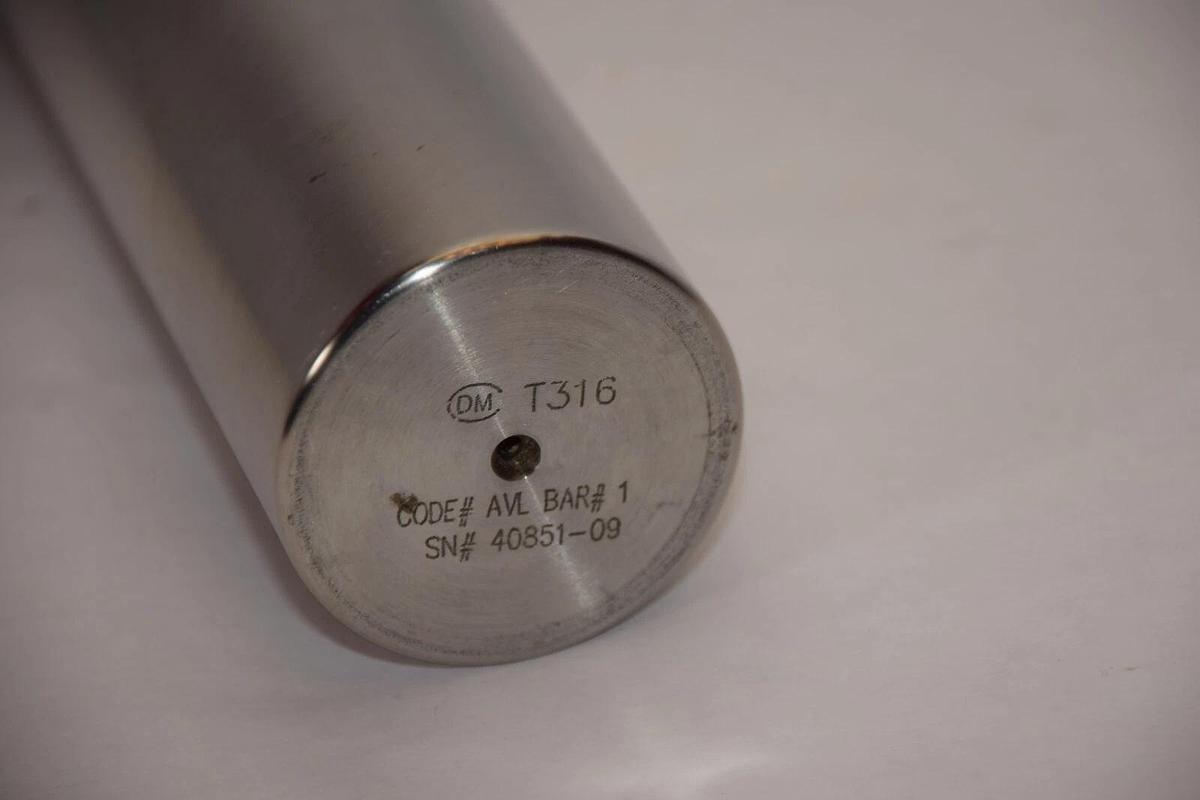 DM T316
CODE# AVL BAR# 1
SN# 40851-09